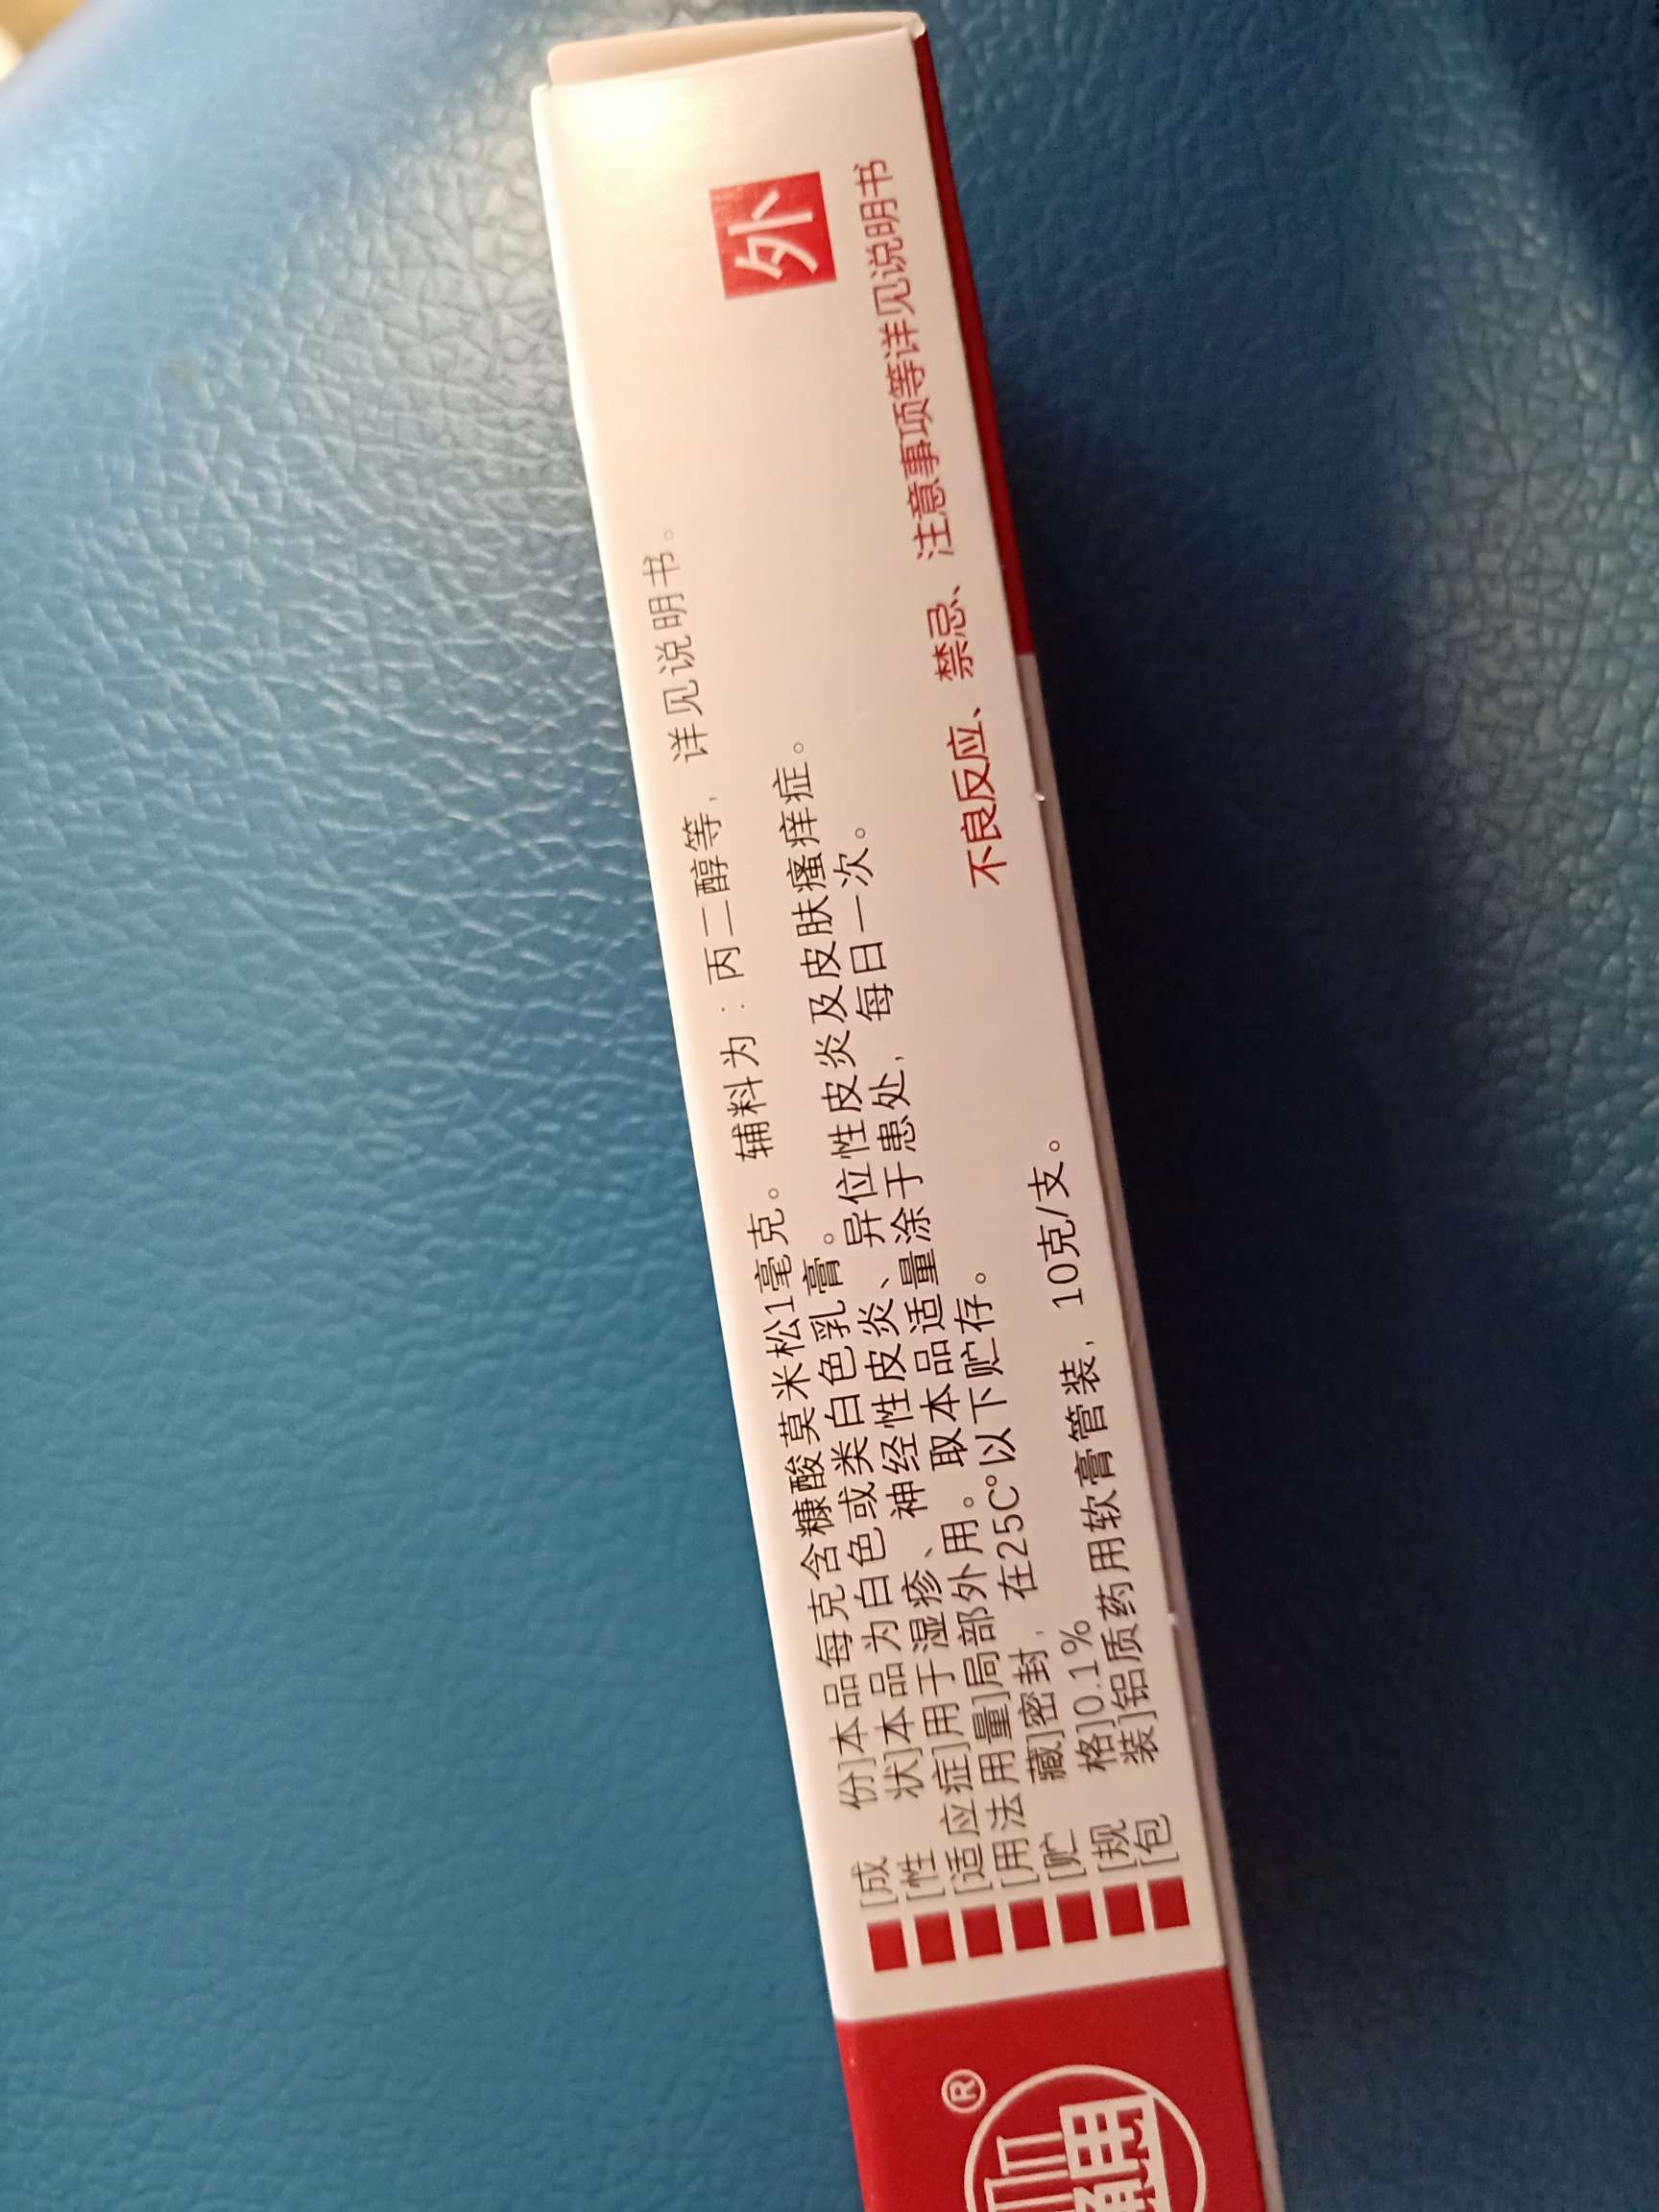 [成 份]本品每克含糠酸莫米松1毫克。辅料为:丙二醇等,详见说明书。
[性 状]本品为白色或类白色乳膏。
[适应症]用于湿疹、神经性皮炎、异位性皮炎及皮肤瘙痒症。
[用法用量]局部外用。取本品适量涂于患处,每日一次。
[贮 藏]密封,在25C°以下贮存。
[规 格]0.1%
[包 装]铝质药用软膏管装,10克/支。
不良反应、禁忌、注意事项等详见说明书
外
®